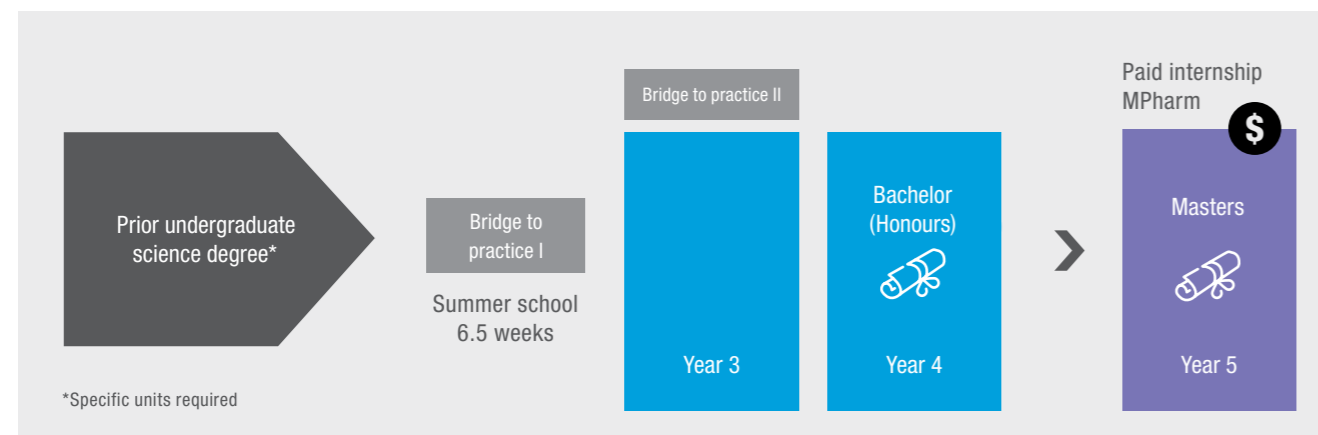 Prior undergraduate
science degree*
*Specific units required
Bridge to
practice I
Summer school
6.5 weeks
Bridge to practice II
Year 3
Bachelor
(Honours)
Year 4
Paid internship
MPharm
$
Masters
Year 5